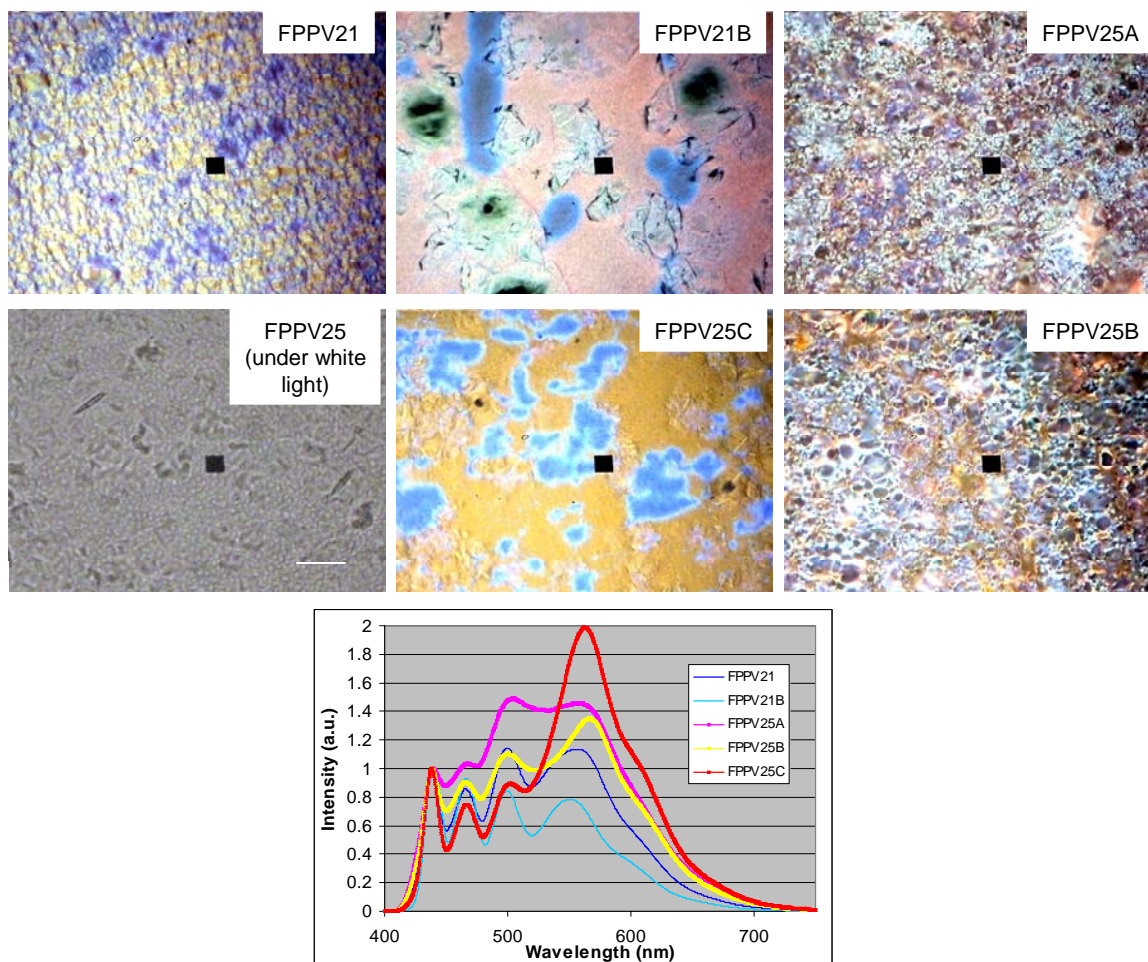 FPPV21
FPPV21B
FPPV25A
FPPV25
(under white
light)
FPPV25C
FPPV25B
Intensity (a.u.)
2
1.8
1.6
1.4
1.2
1
0.8
0.6
0.4
0.2
0
400
500
600
700
Wavelength (nm)
FPPV21
FPPV21B
FPPV25A
FPPV25B
FPPV25C